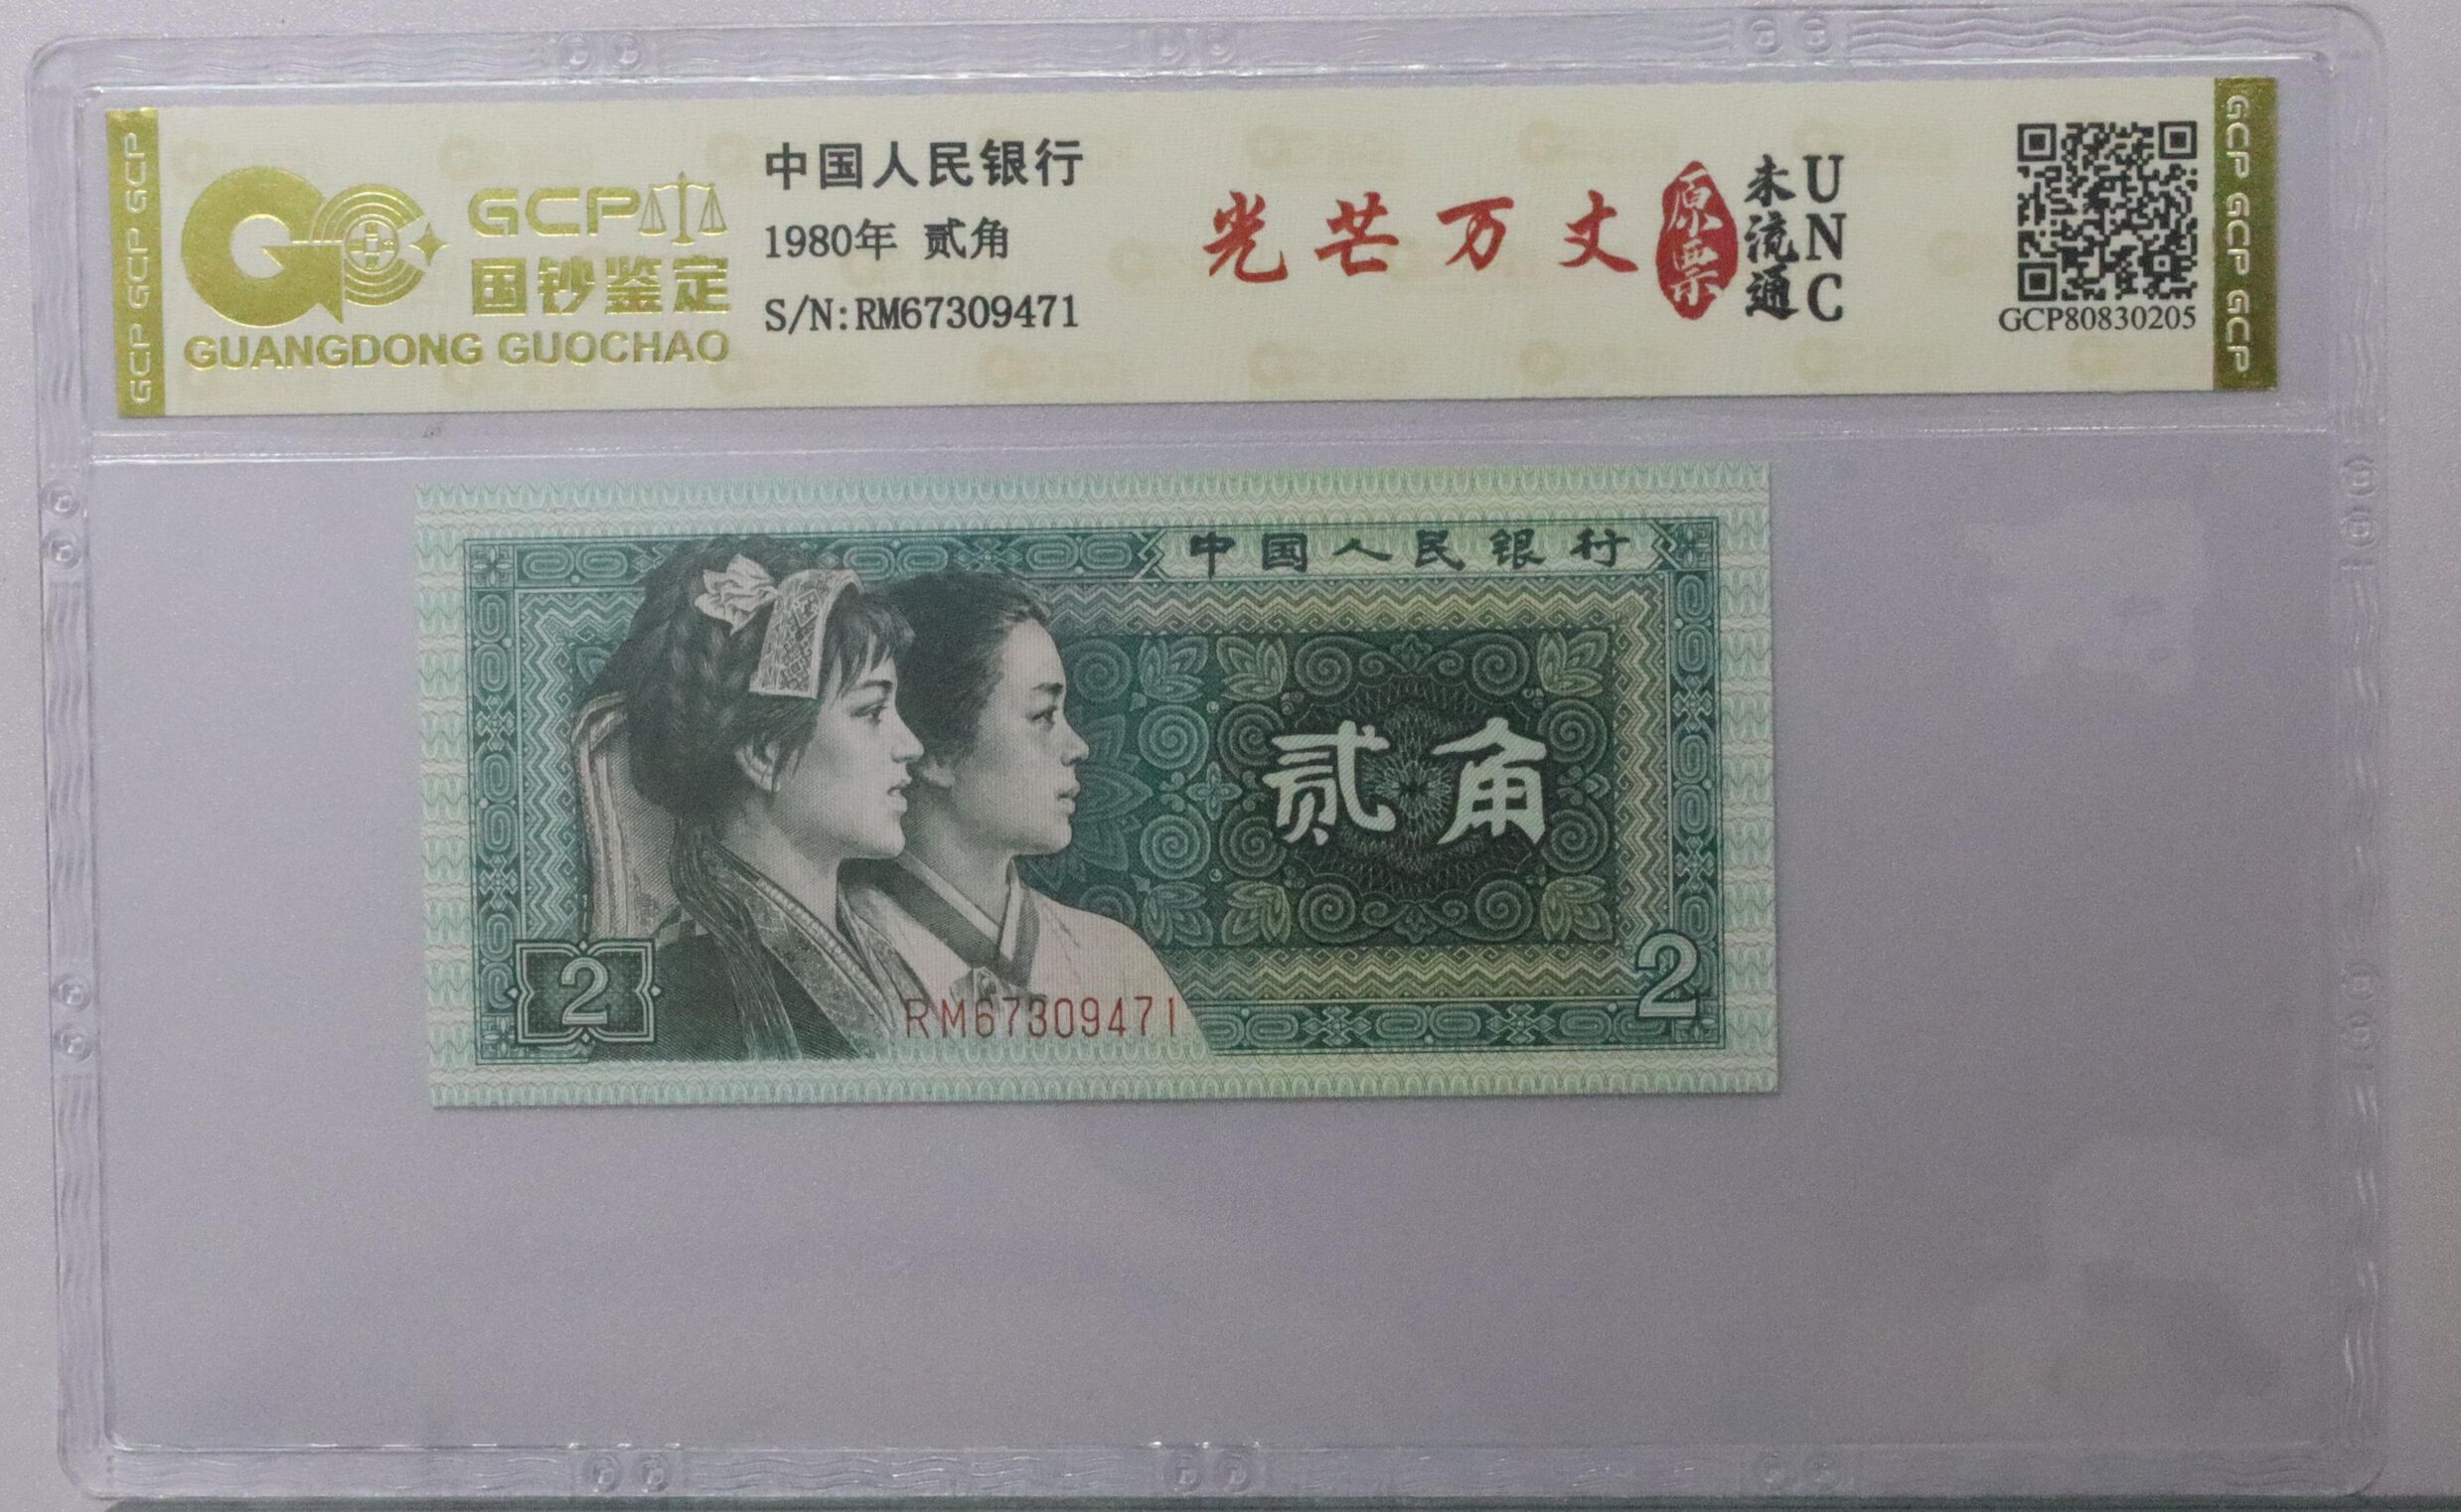 GCP GCP GCP
GCP
国钞鉴定
GUANGDONG GUOCHAO
中国人民银行
1980年 贰角
S/N:RM67309471
光芒万丈
原票
未流通
UNC
GCP80830205
GCP GCP GCP
中国人民银行
贰角
2
2
RM67309471